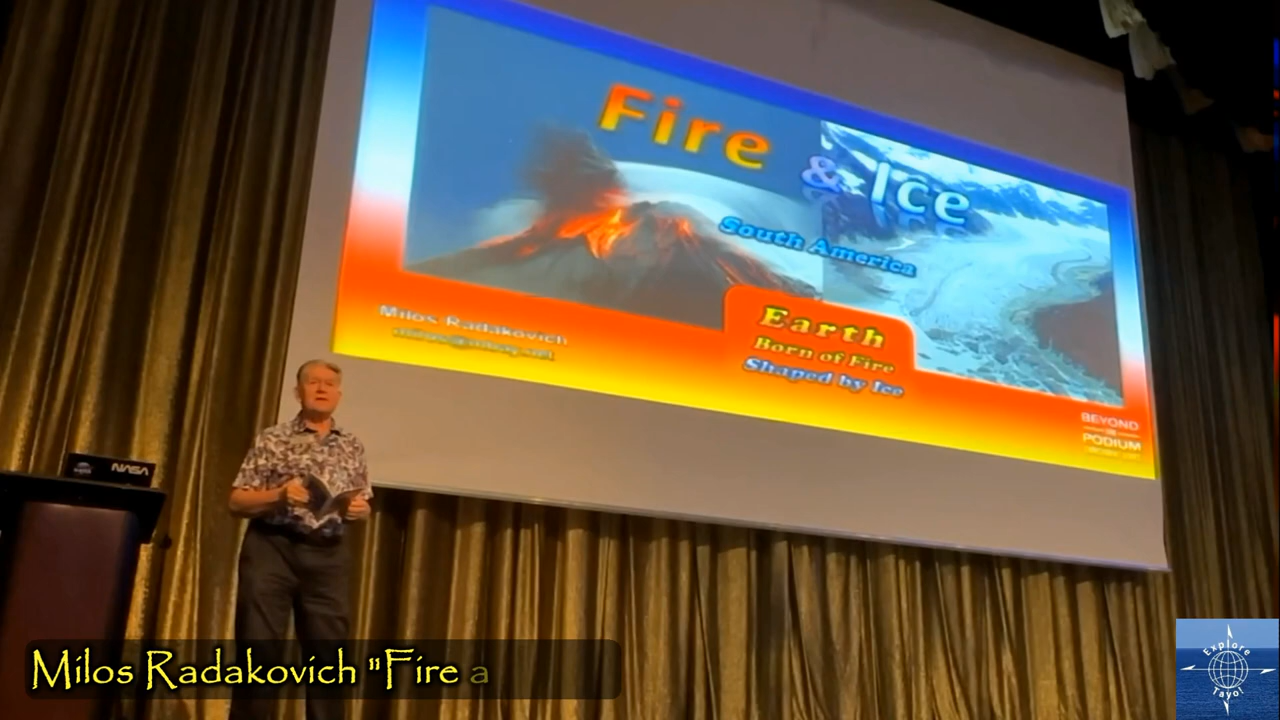 Fire
& Ice
South America
Earth
Born of Fire
Shaped by Ice
Milos Radakovich
BEYOND
PODIUM
NASA
Milos Radakovich "Fire a
Explore
Tayo!